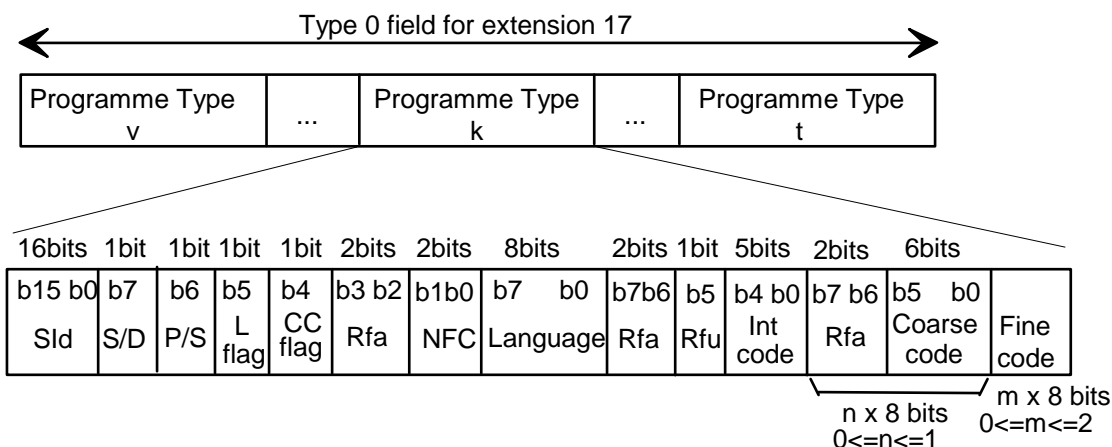 Type 0 field for extension 17
Programme Type ... Programme Type ... Programme Type
v k t
16bits 1bit 1bit 1bit 1bit 2bits 2bits 8bits 2bits 1bit 5bits 2bits 6bits
b15 b0 b7 b6 b5 b4 b3 b2 b1b0 b7 b0 b7b6 b5 b4 b0 b7 b6 b5 b0
SId S/D P/S L flag CC flag Rfa NFC Language Rfa Rfu Int code Rfa Coarse code Fine code
n x 8 bits m x 8 bits
0<=n<=1 0<=m<=2